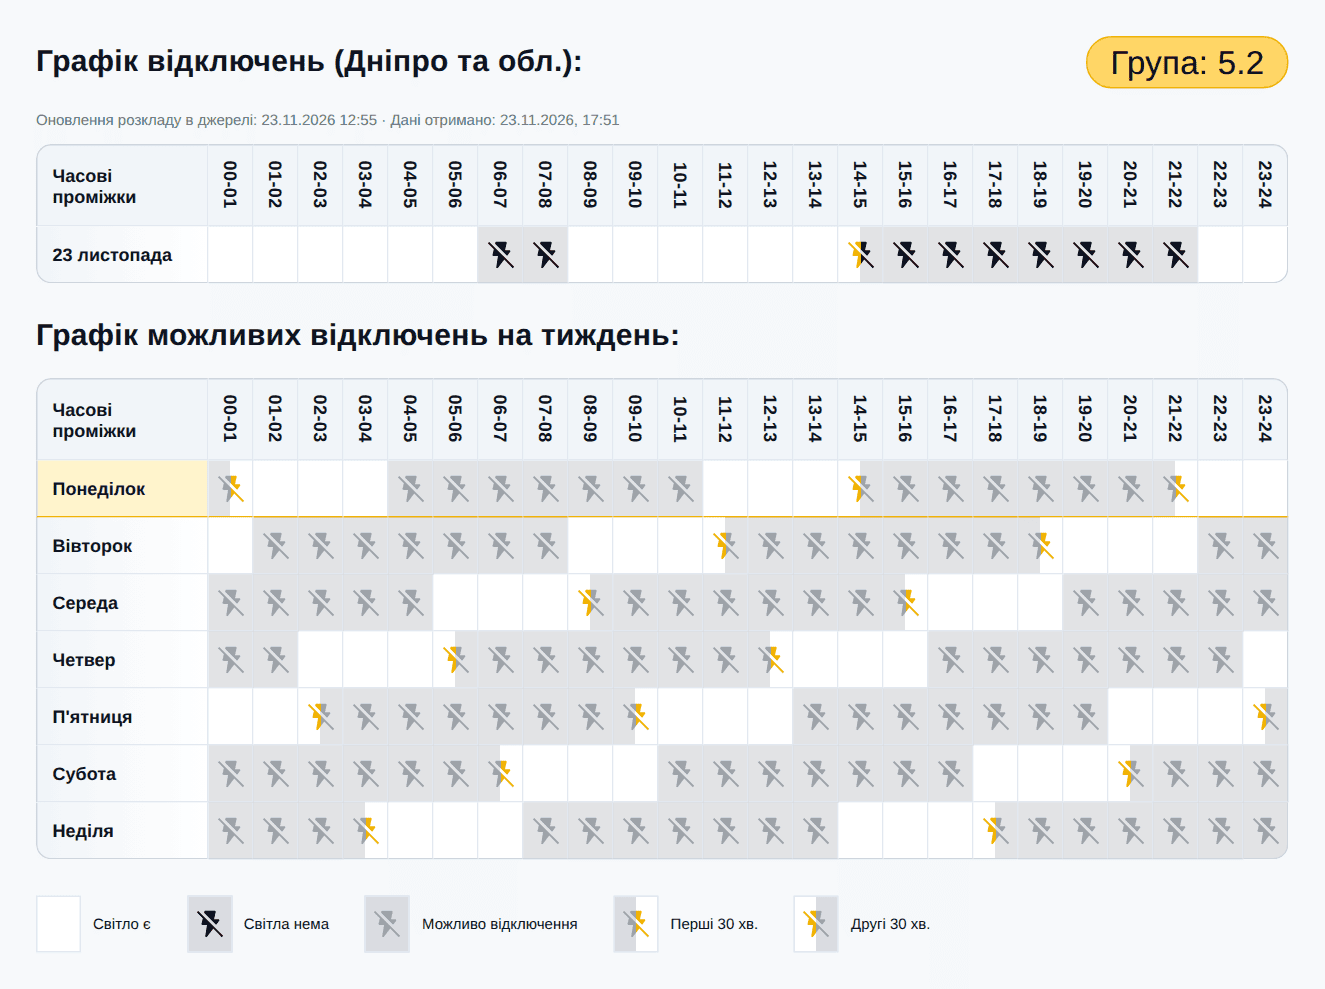 Графік відключень (Дніпро та обл.):
Група: 5.2
Оновлення розкладу в джерелі: 23.11.2026 12:55 · Дані отримано: 23.11.2026, 17:51
Часові проміжки 00-01 01-02 02-03 03-04 04-05 05-06 06-07 07-08 08-09 09-10 10-11 11-12 12-13 13-14 14-15 15-16 16-17 17-18 18-19 19-20 20-21 21-22 22-23 23-24
23 листопада
Графік можливих відключень на тиждень:
Часові проміжки 00-01 01-02 02-03 03-04 04-05 05-06 06-07 07-08 08-09 09-10 10-11 11-12 12-13 13-14 14-15 15-16 16-17 17-18 18-19 19-20 20-21 21-22 22-23 23-24
Понеділок
Вівторок
Середа
Четвер
П'ятниця
Субота
Неділя
Світло є Світла нема Можливо відключення Перші 30 хв. Другі 30 хв.